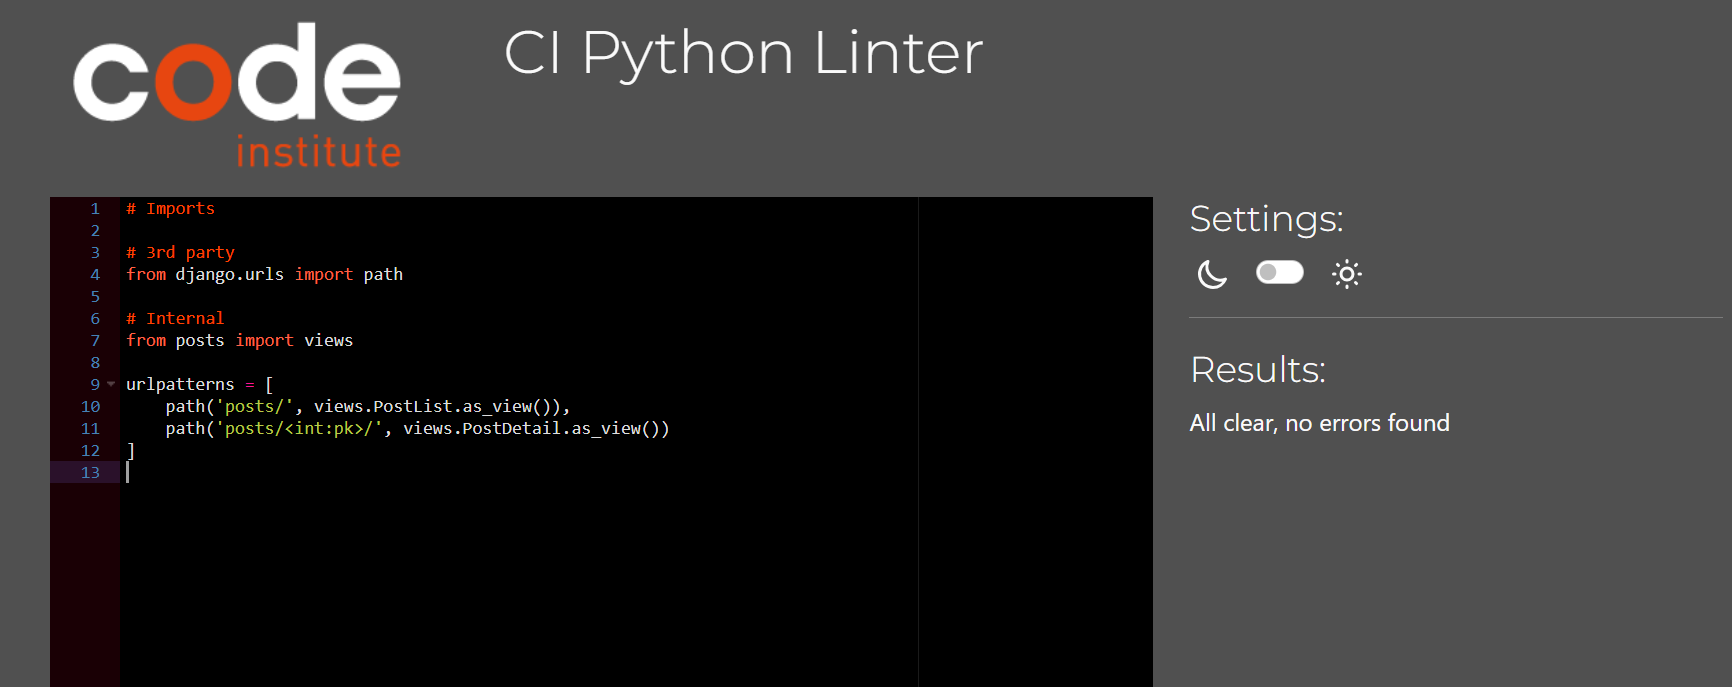 code
institute
CI Python Linter
1 # Imports
2
3 # 3rd party
4 from django.urls import path
5
6 # Internal
7 from posts import views
8
9 urlpatterns = [
10     path('posts/', views.PostList.as_view()),
11     path('posts/<int:pk>/', views.PostDetail.as_view())
12 ]
13
Settings:
Results:
All clear, no errors found